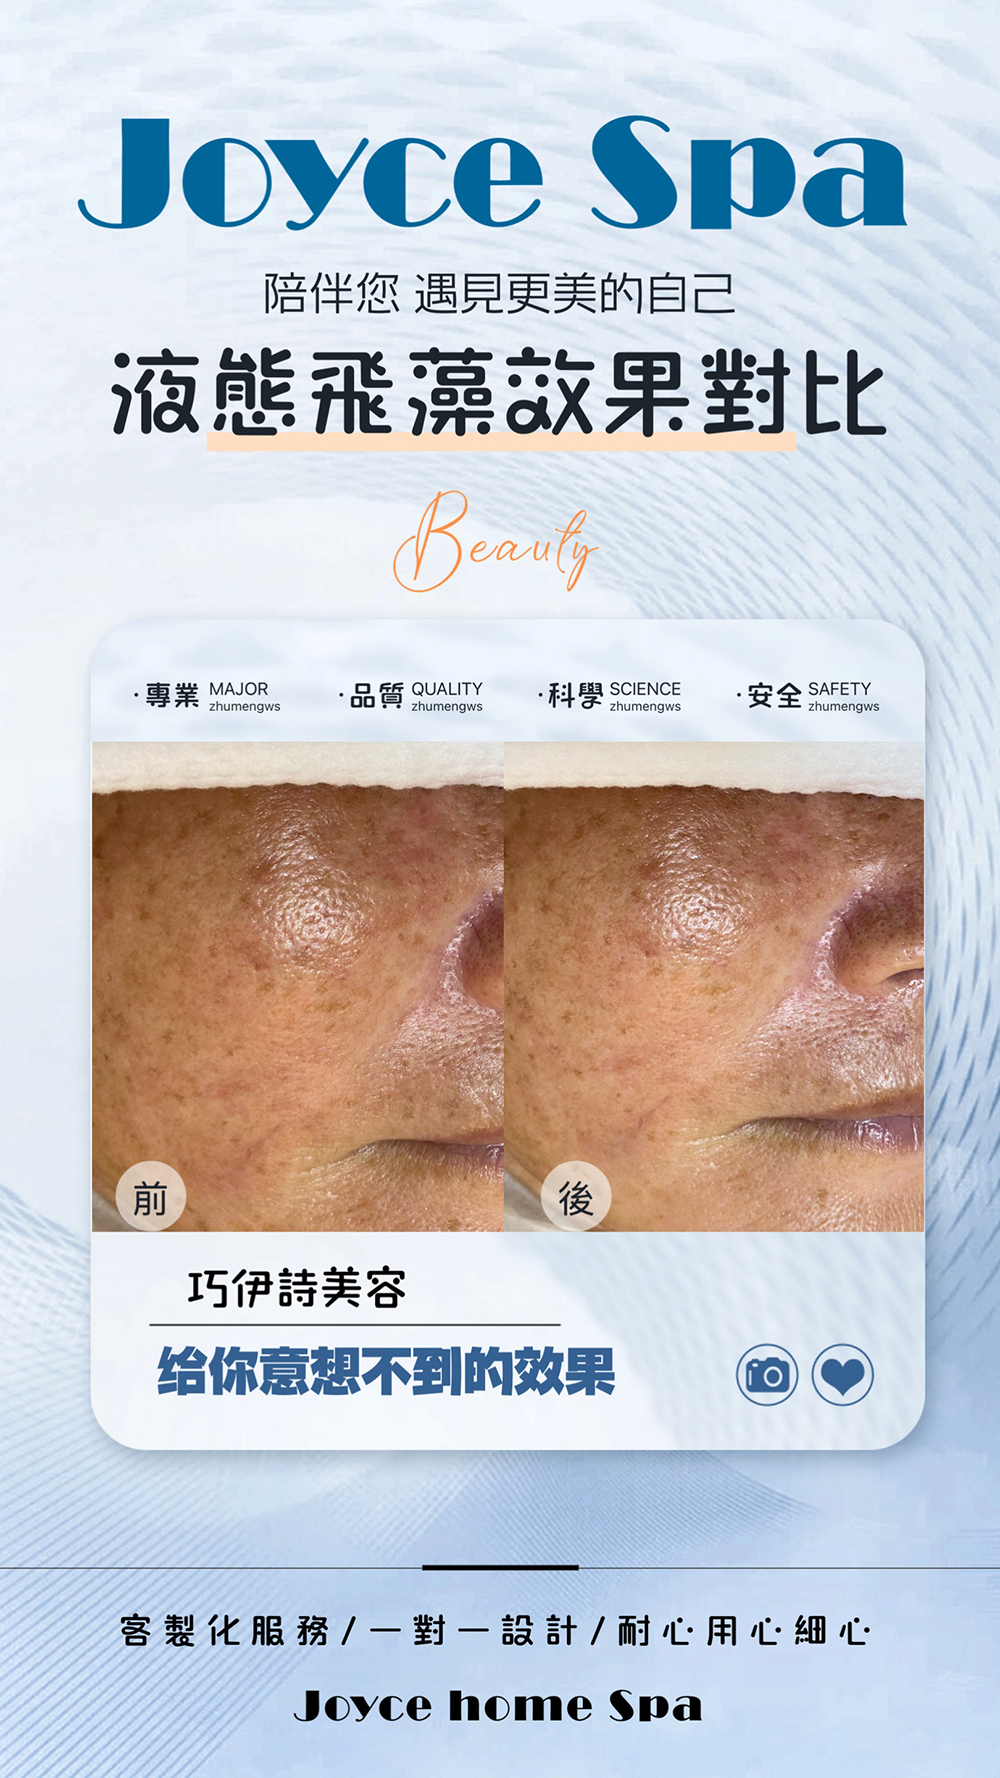 Joyce Spa
陪伴您 遇見更美的自己
液態飛藻效果對比
Beauty
·專業 MAJOR zhumengws
·品質 QUALITY zhumengws
·科學 SCIENCE zhumengws
·安全 SAFETY zhumengws
前
後
巧伊詩美容
给你意想不到的效果
客製化服務/一對一設計/耐心用心細心
Joyce home Spa